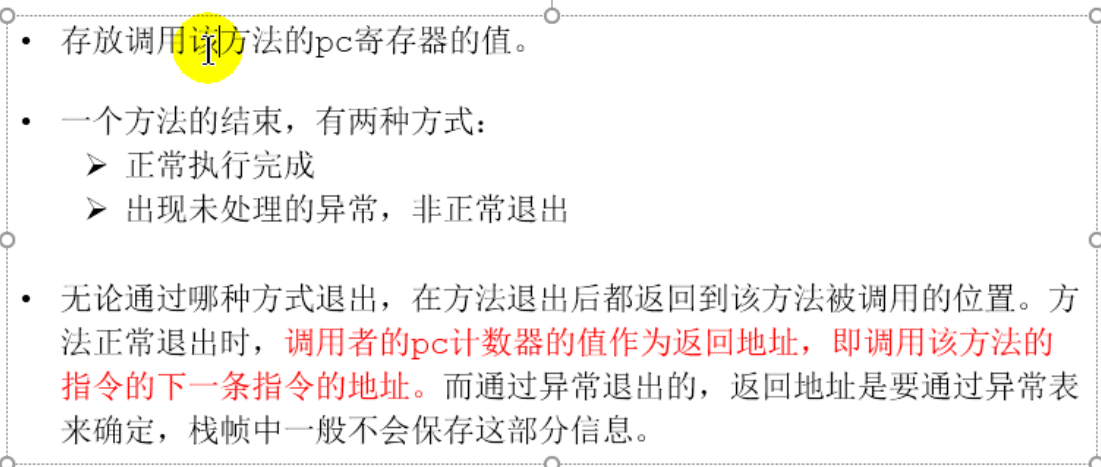 • 存放调用该方法的pc寄存器的值。
• 一个方法的结束，有两种方式：
➢ 正常执行完成
➢ 出现未处理的异常，非正常退出
• 无论通过哪种方式退出，在方法退出后都返回到该方法被调用的位置。方
法正常退出时，调用者的pc计数器的值作为返回地址，即调用该方法的
指令的下一条指令的地址。而通过异常退出的，返回地址是要通过异常表
来确定，栈帧中一般不会保存这部分信息。